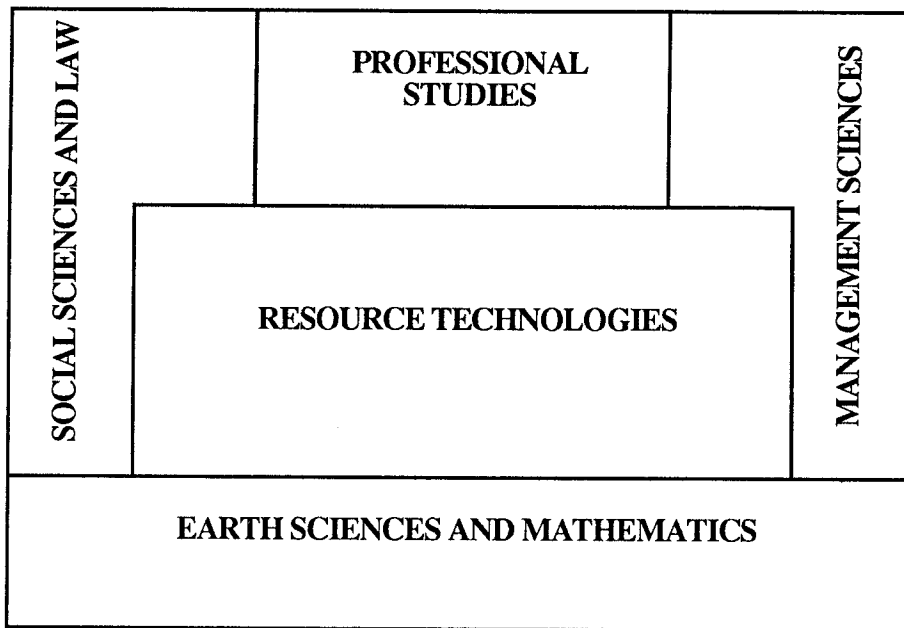 PROFESSIONAL
STUDIES
SOCIAL SCIENCES AND LAW
MANAGEMENT SCIENCES
RESOURCE TECHNOLOGIES
EARTH SCIENCES AND MATHEMATICS